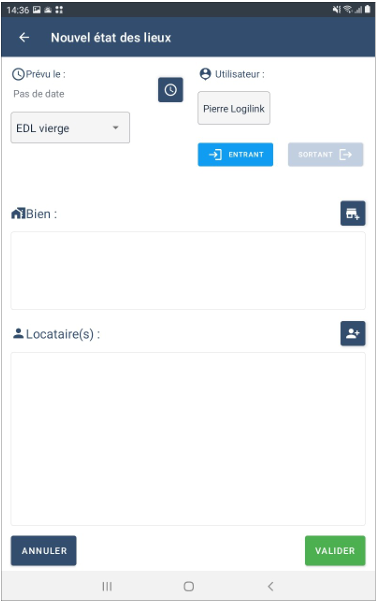 14:36
Nouvel état des lieux
Prévu le :
Pas de date
EDL vierge
Utilisateur :
Pierre Logilink
ENTRANT
SORTANT
Bien :
Locataire(s) :
ANNULER
VALIDER